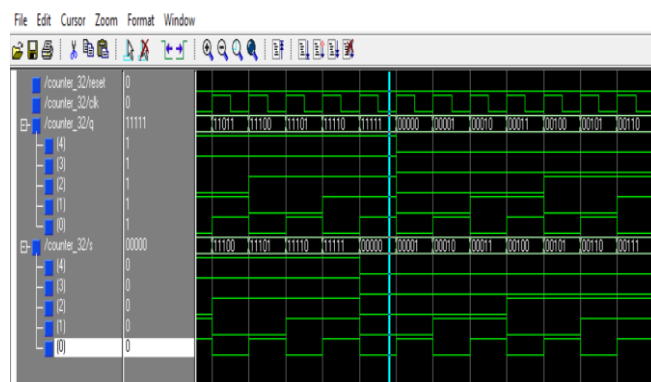 File Edit Cursor Zoom Format Window
/counter_32/reset 0
/counter_32/clk 0
/counter_32/q 11111 11011 11100 11101 11110 11111 00000 00001 00010 00011 00100 00101 00110
(4) 1
(3) 1
(2) 1
(1) 1
(0) 1
/counter_32/s 00000 11100 11101 11110 11111 00000 00001 00010 00011 00100 00101 00110 00111
(4) 0
(3) 0
(2) 0
(1) 0
(0) 0